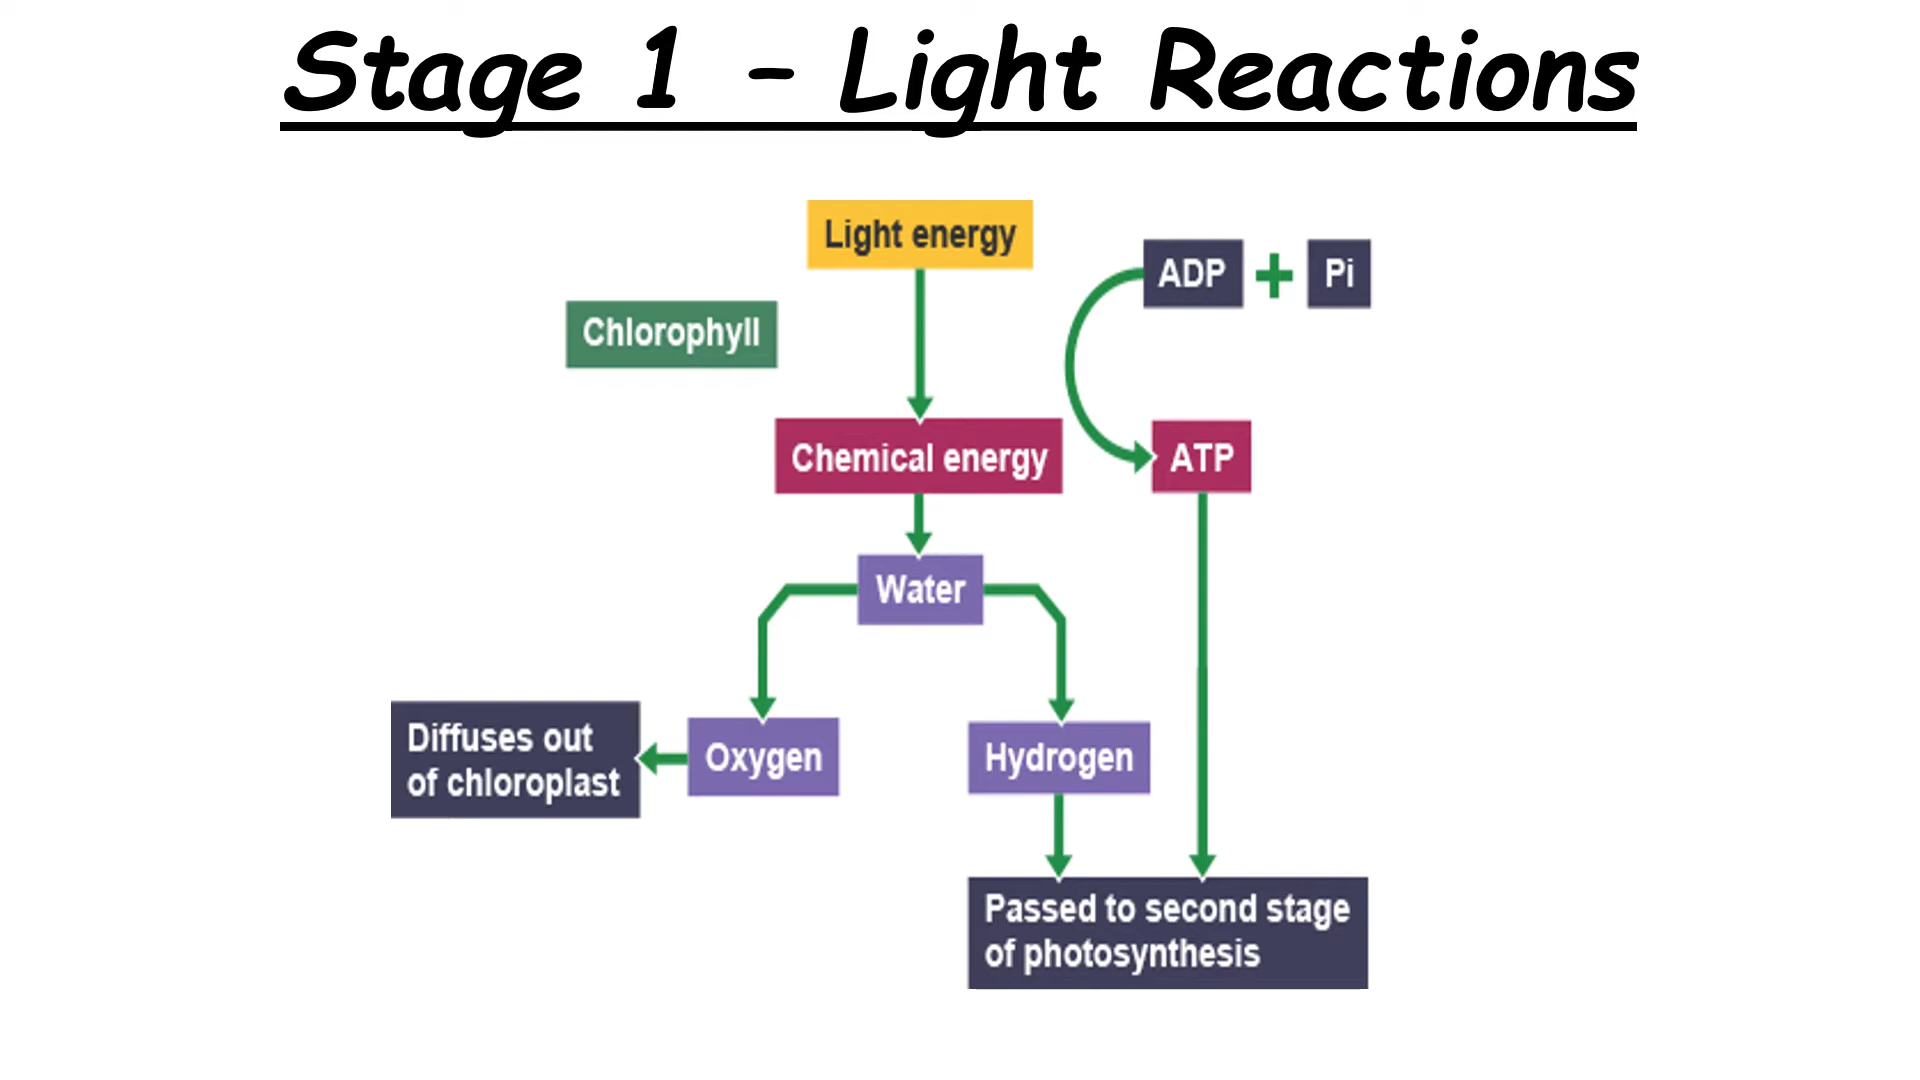 Stage 1 – Light Reactions
Light energy
ADP + Pi
Chlorophyll
Chemical energy
ATP
Water
Diffuses out
of chloroplast
Oxygen
Hydrogen
Passed to second stage
of photosynthesis